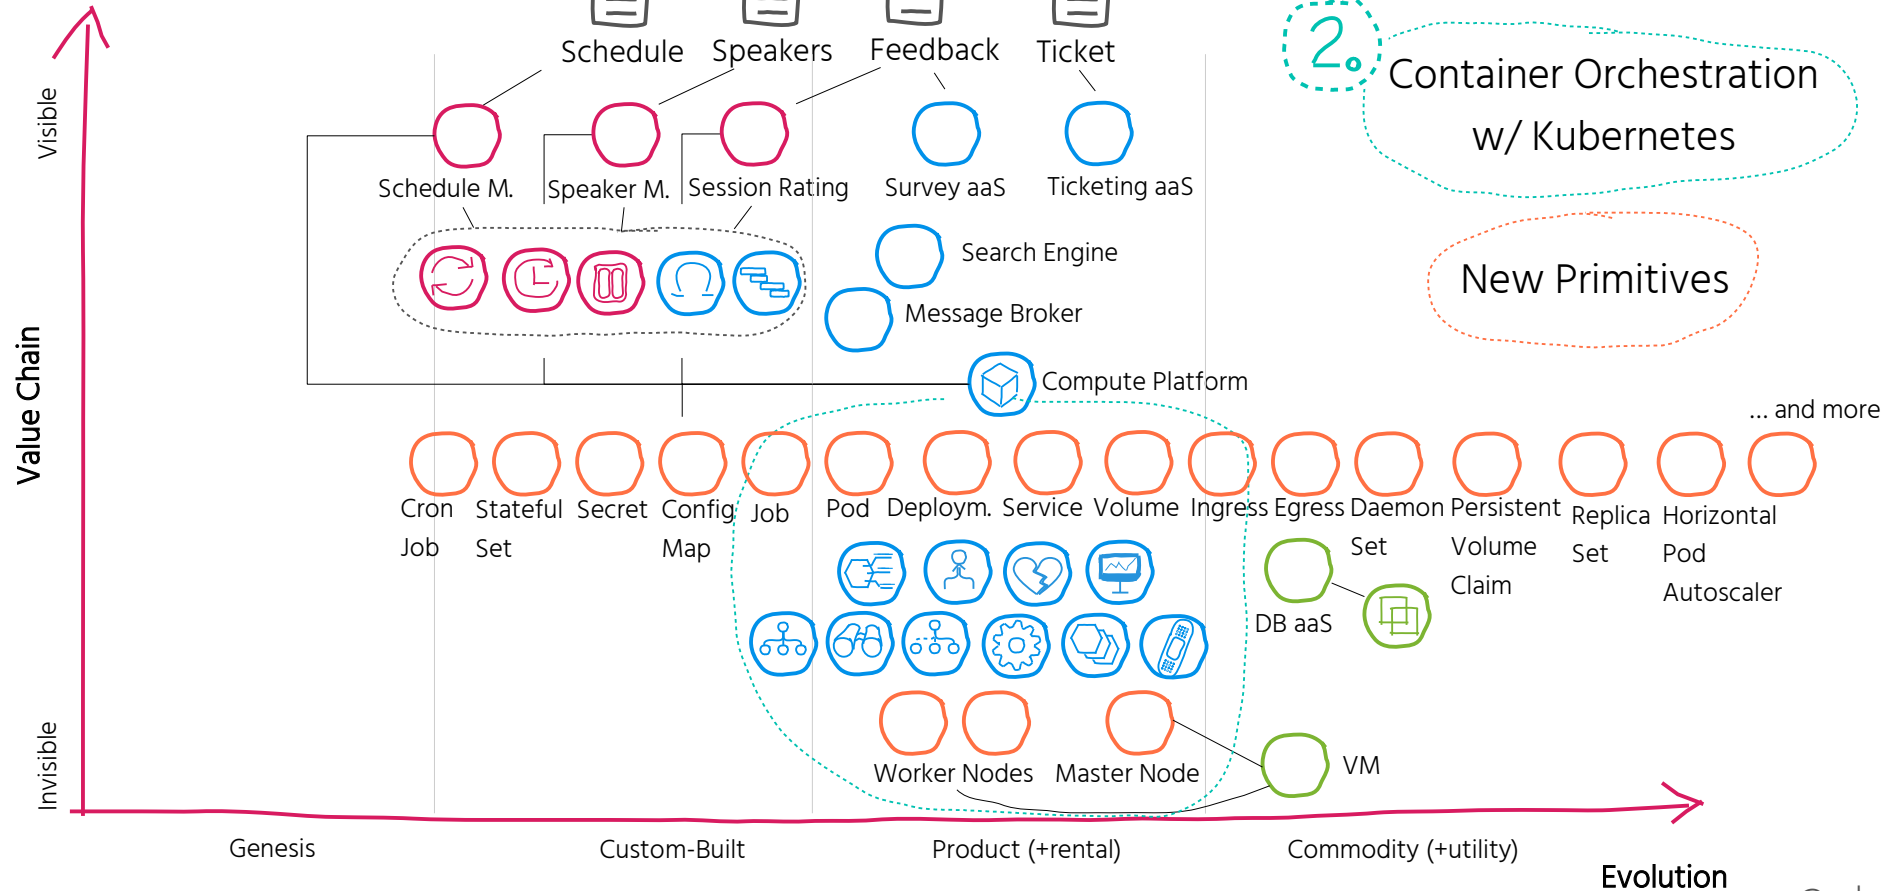 Schedule
Speakers
Feedback
Ticket
2.
Container Orchestration
w/ Kubernetes
Visible
Schedule M.
Speaker M.
Session Rating
Survey aaS
Ticketing aaS
New Primitives
Search Engine
Message Broker
Value Chain
Compute Platform
... and more
Cron
Job
Stateful
Set
Secret
Config
Map
Job
Pod
Deploym.
Service
Volume
Ingress
Egress
Daemon
Set
Persistent
Volume
Claim
Replica
Set
Horizontal
Pod
Autoscaler
DB aaS
Invisible
Worker Nodes
Master Node
VM
Genesis
Custom-Built
Product (+rental)
Commodity (+utility)
Evolution